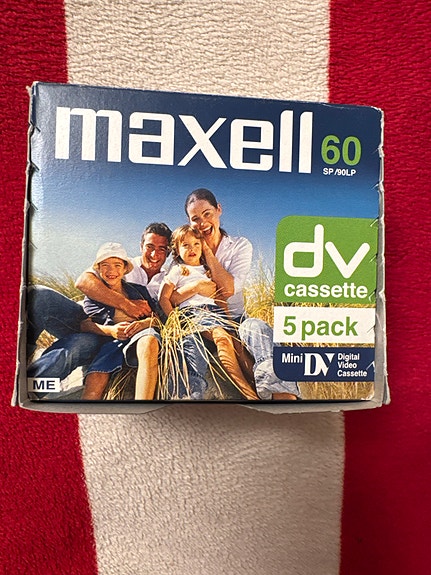 maxell 60
SP/90LP
dv
cassette
5 pack
Mini DV Digital
Video
Cassette
ME